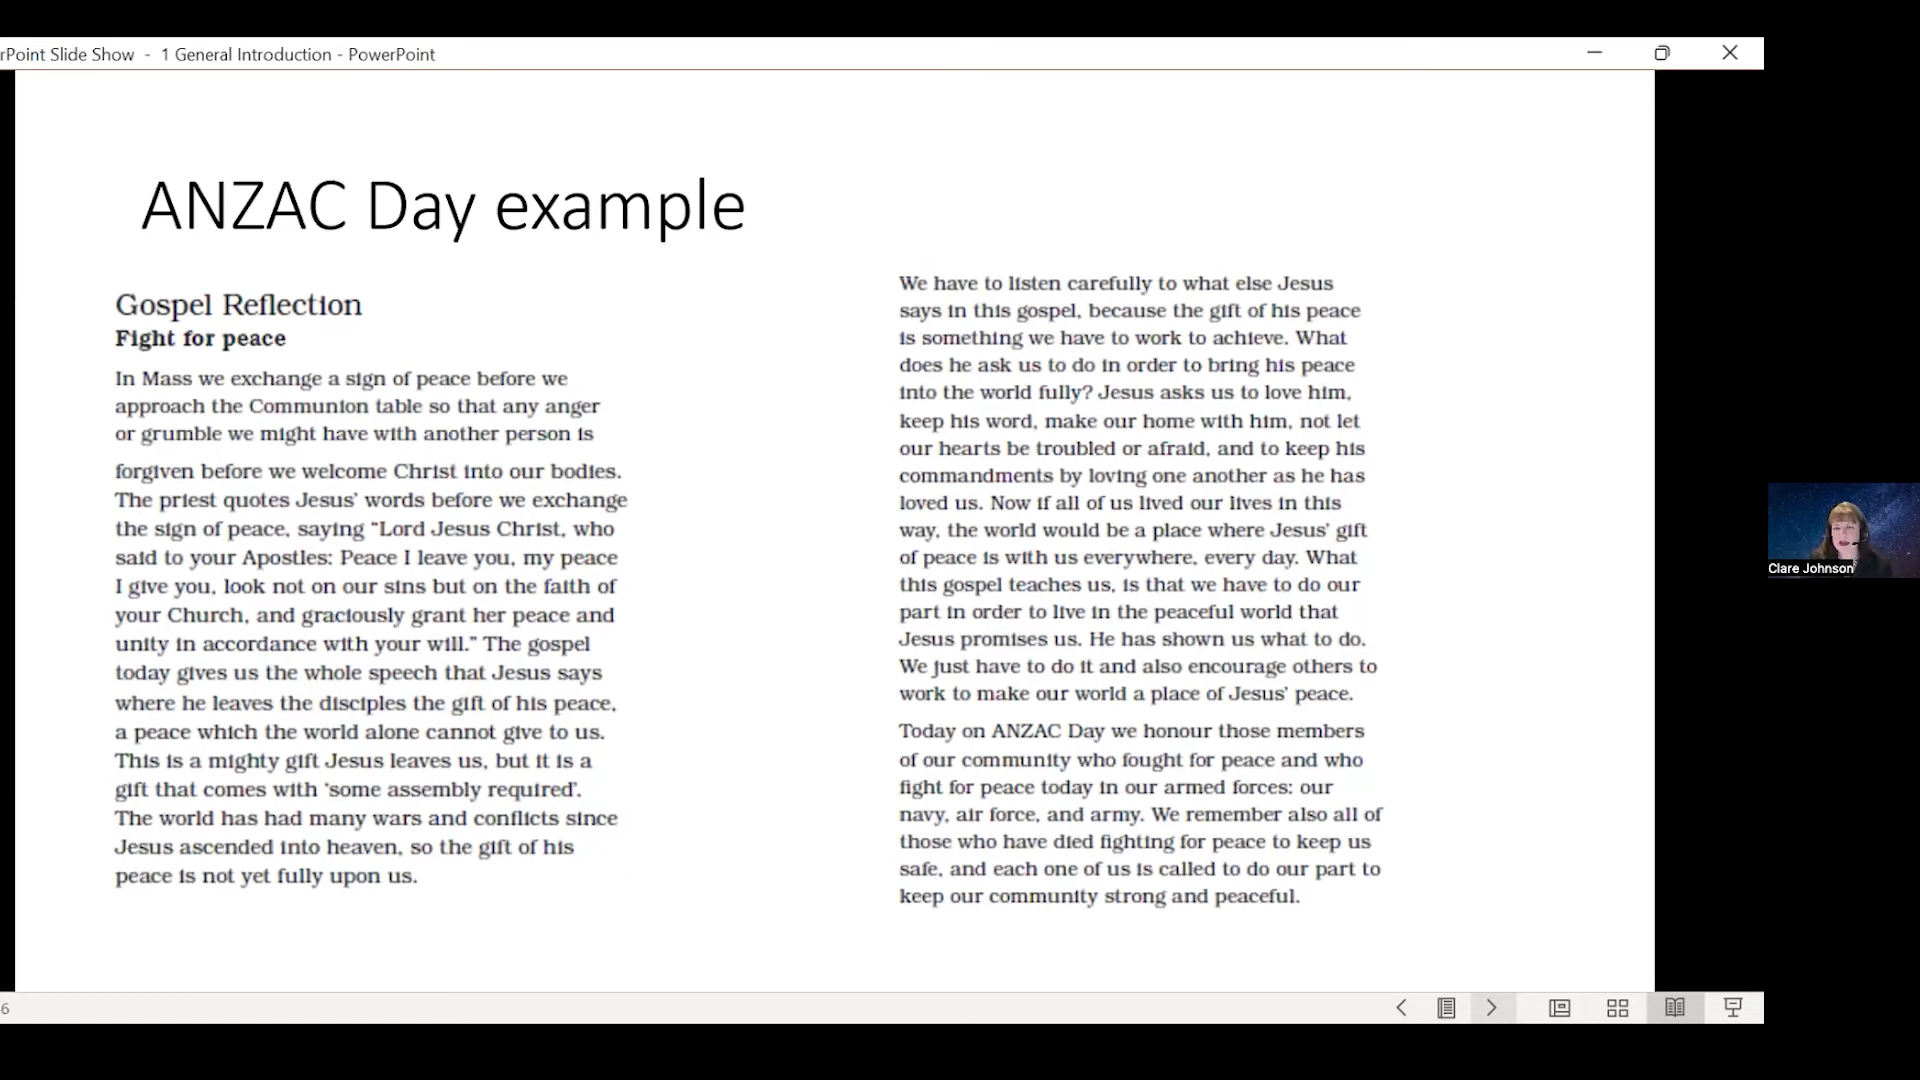 rPoint Slide Show - 1 General Introduction - PowerPoint
ANZAC Day example
Gospel Reflection
Fight for peace
In Mass we exchange a sign of peace before we
approach the Communion table so that any anger
or grumble we might have with another person is
forgiven before we welcome Christ into our bodies.
The priest quotes Jesus' words before we exchange
the sign of peace, saying "Lord Jesus Christ, who
said to your Apostles: Peace I leave you, my peace
I give you, look not on our sins but on the faith of
your Church, and graciously grant her peace and
unity in accordance with your will." The gospel
today gives us the whole speech that Jesus says
where he leaves the disciples the gift of his peace,
a peace which the world alone cannot give to us.
This is a mighty gift Jesus leaves us, but it is a
gift that comes with 'some assembly required'.
The world has had many wars and conflicts since
Jesus ascended into heaven, so the gift of his
peace is not yet fully upon us.
We have to listen carefully to what else Jesus
says in this gospel, because the gift of his peace
is something we have to work to achieve. What
does he ask us to do in order to bring his peace
into the world fully? Jesus asks us to love him,
keep his word, make our home with him, not let
our hearts be troubled or afraid, and to keep his
commandments by loving one another as he has
loved us. Now if all of us lived our lives in this
way, the world would be a place where Jesus' gift
of peace is with us everywhere, every day. What
this gospel teaches us, is that we have to do our
part in order to live in the peaceful world that
Jesus promises us. He has shown us what to do.
We just have to do it and also encourage others to
work to make our world a place of Jesus' peace.
Today on ANZAC Day we honour those members
of our community who fought for peace and who
fight for peace today in our armed forces: our
navy, air force, and army. We remember also all of
those who have died fighting for peace to keep us
safe, and each one of us is called to do our part to
keep our community strong and peaceful.
Clare Johnson
6